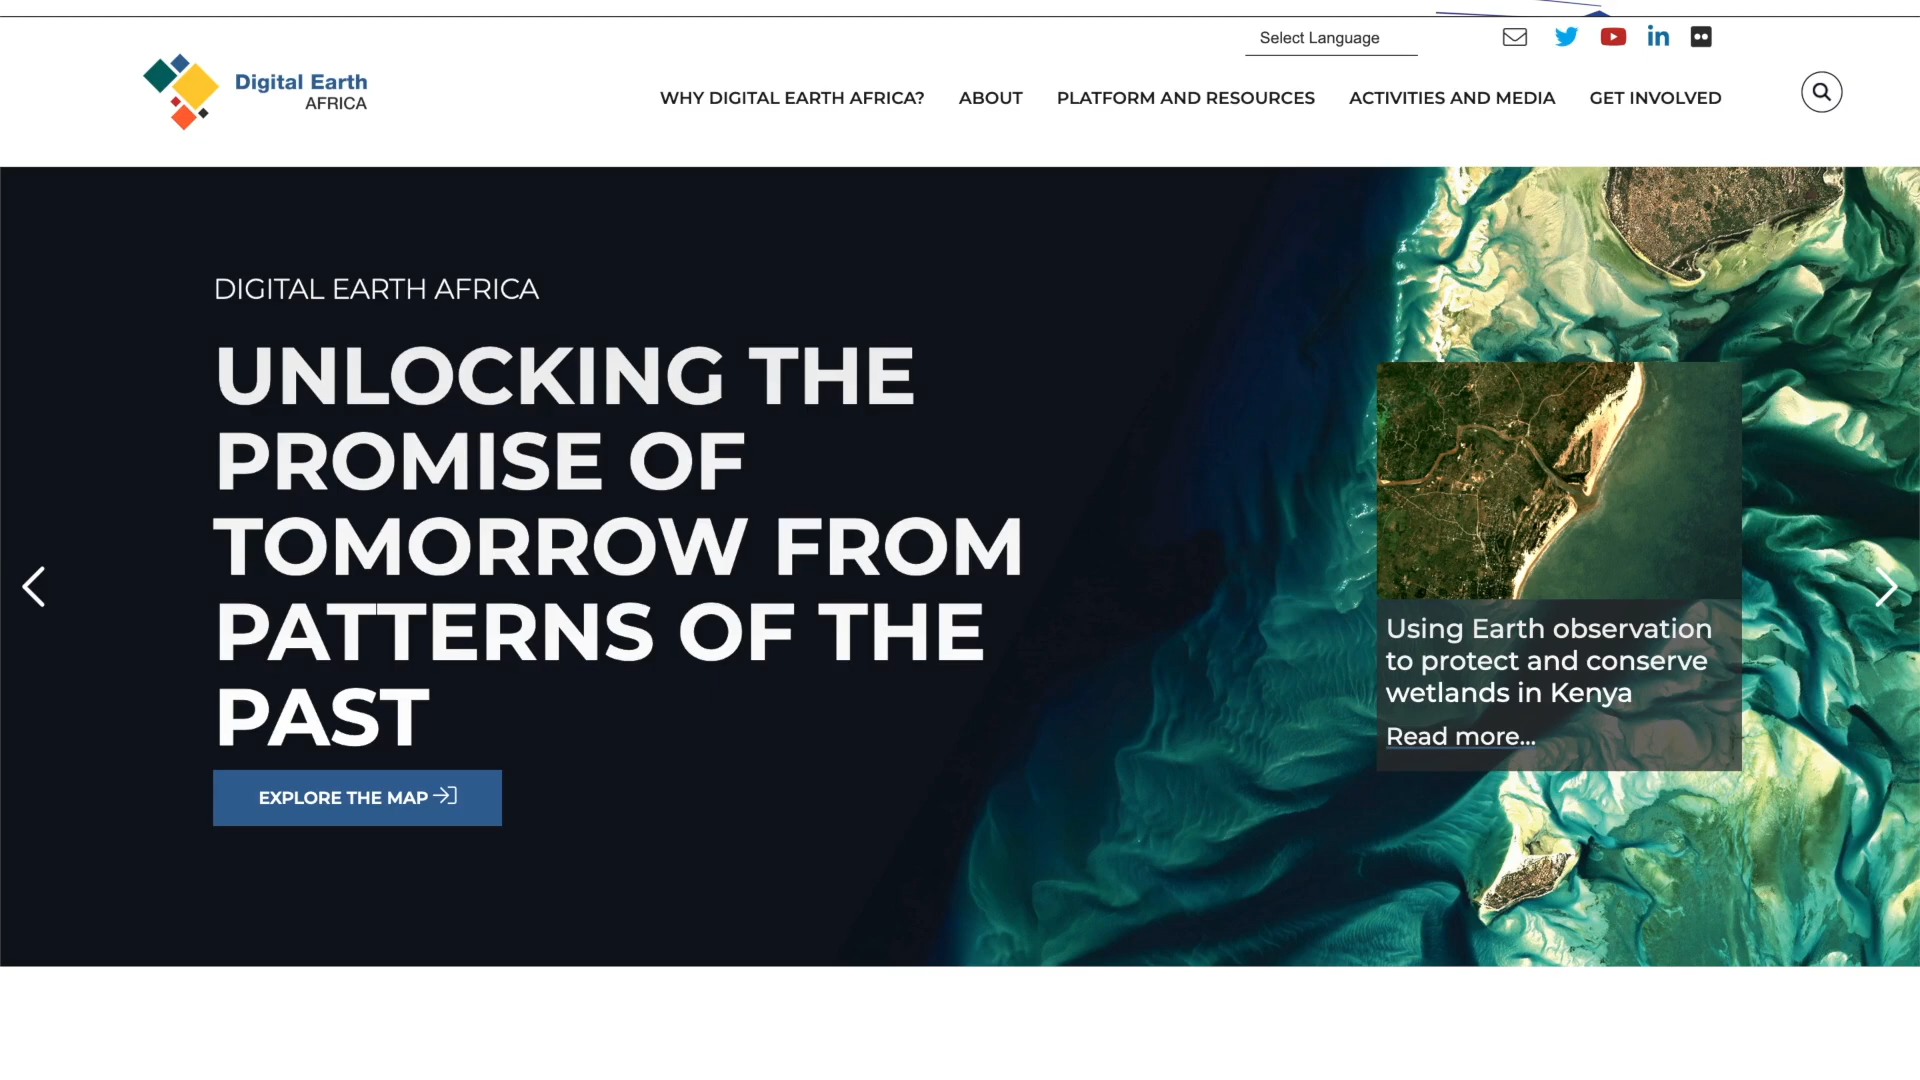 Select Language
Digital Earth
AFRICA
WHY DIGITAL EARTH AFRICA? ABOUT PLATFORM AND RESOURCES ACTIVITIES AND MEDIA GET INVOLVED
DIGITAL EARTH AFRICA
UNLOCKING THE
PROMISE OF
TOMORROW FROM
PATTERNS OF THE
PAST
EXPLORE THE MAP
Using Earth observation
to protect and conserve
wetlands in Kenya
Read more...